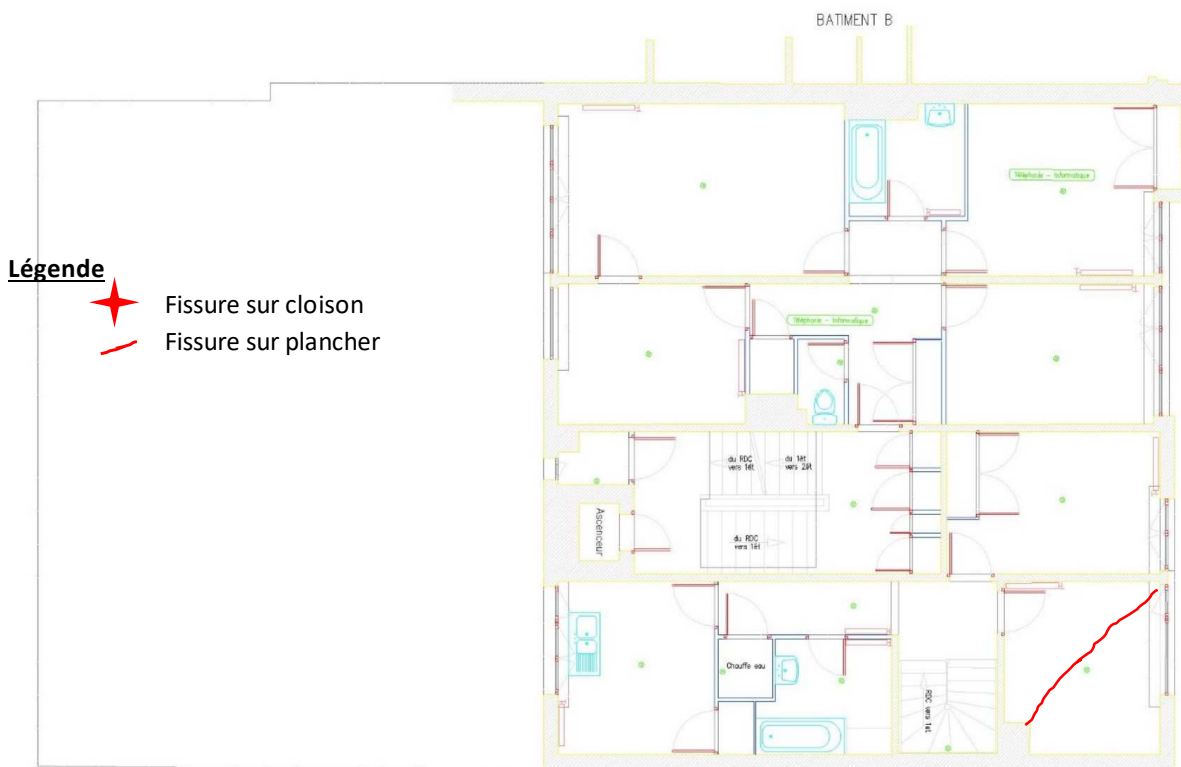 BATIMENT B
Téléphonie - Informatique
Légende
Fissure sur cloison
Fissure sur plancher
Téléphonie - Informatique
du RDC
vers 1ét
du 1ét
vers 2ét
Ascenceur
du RDC
vers 1ét
Chauffe eau
RDC vers 1ét